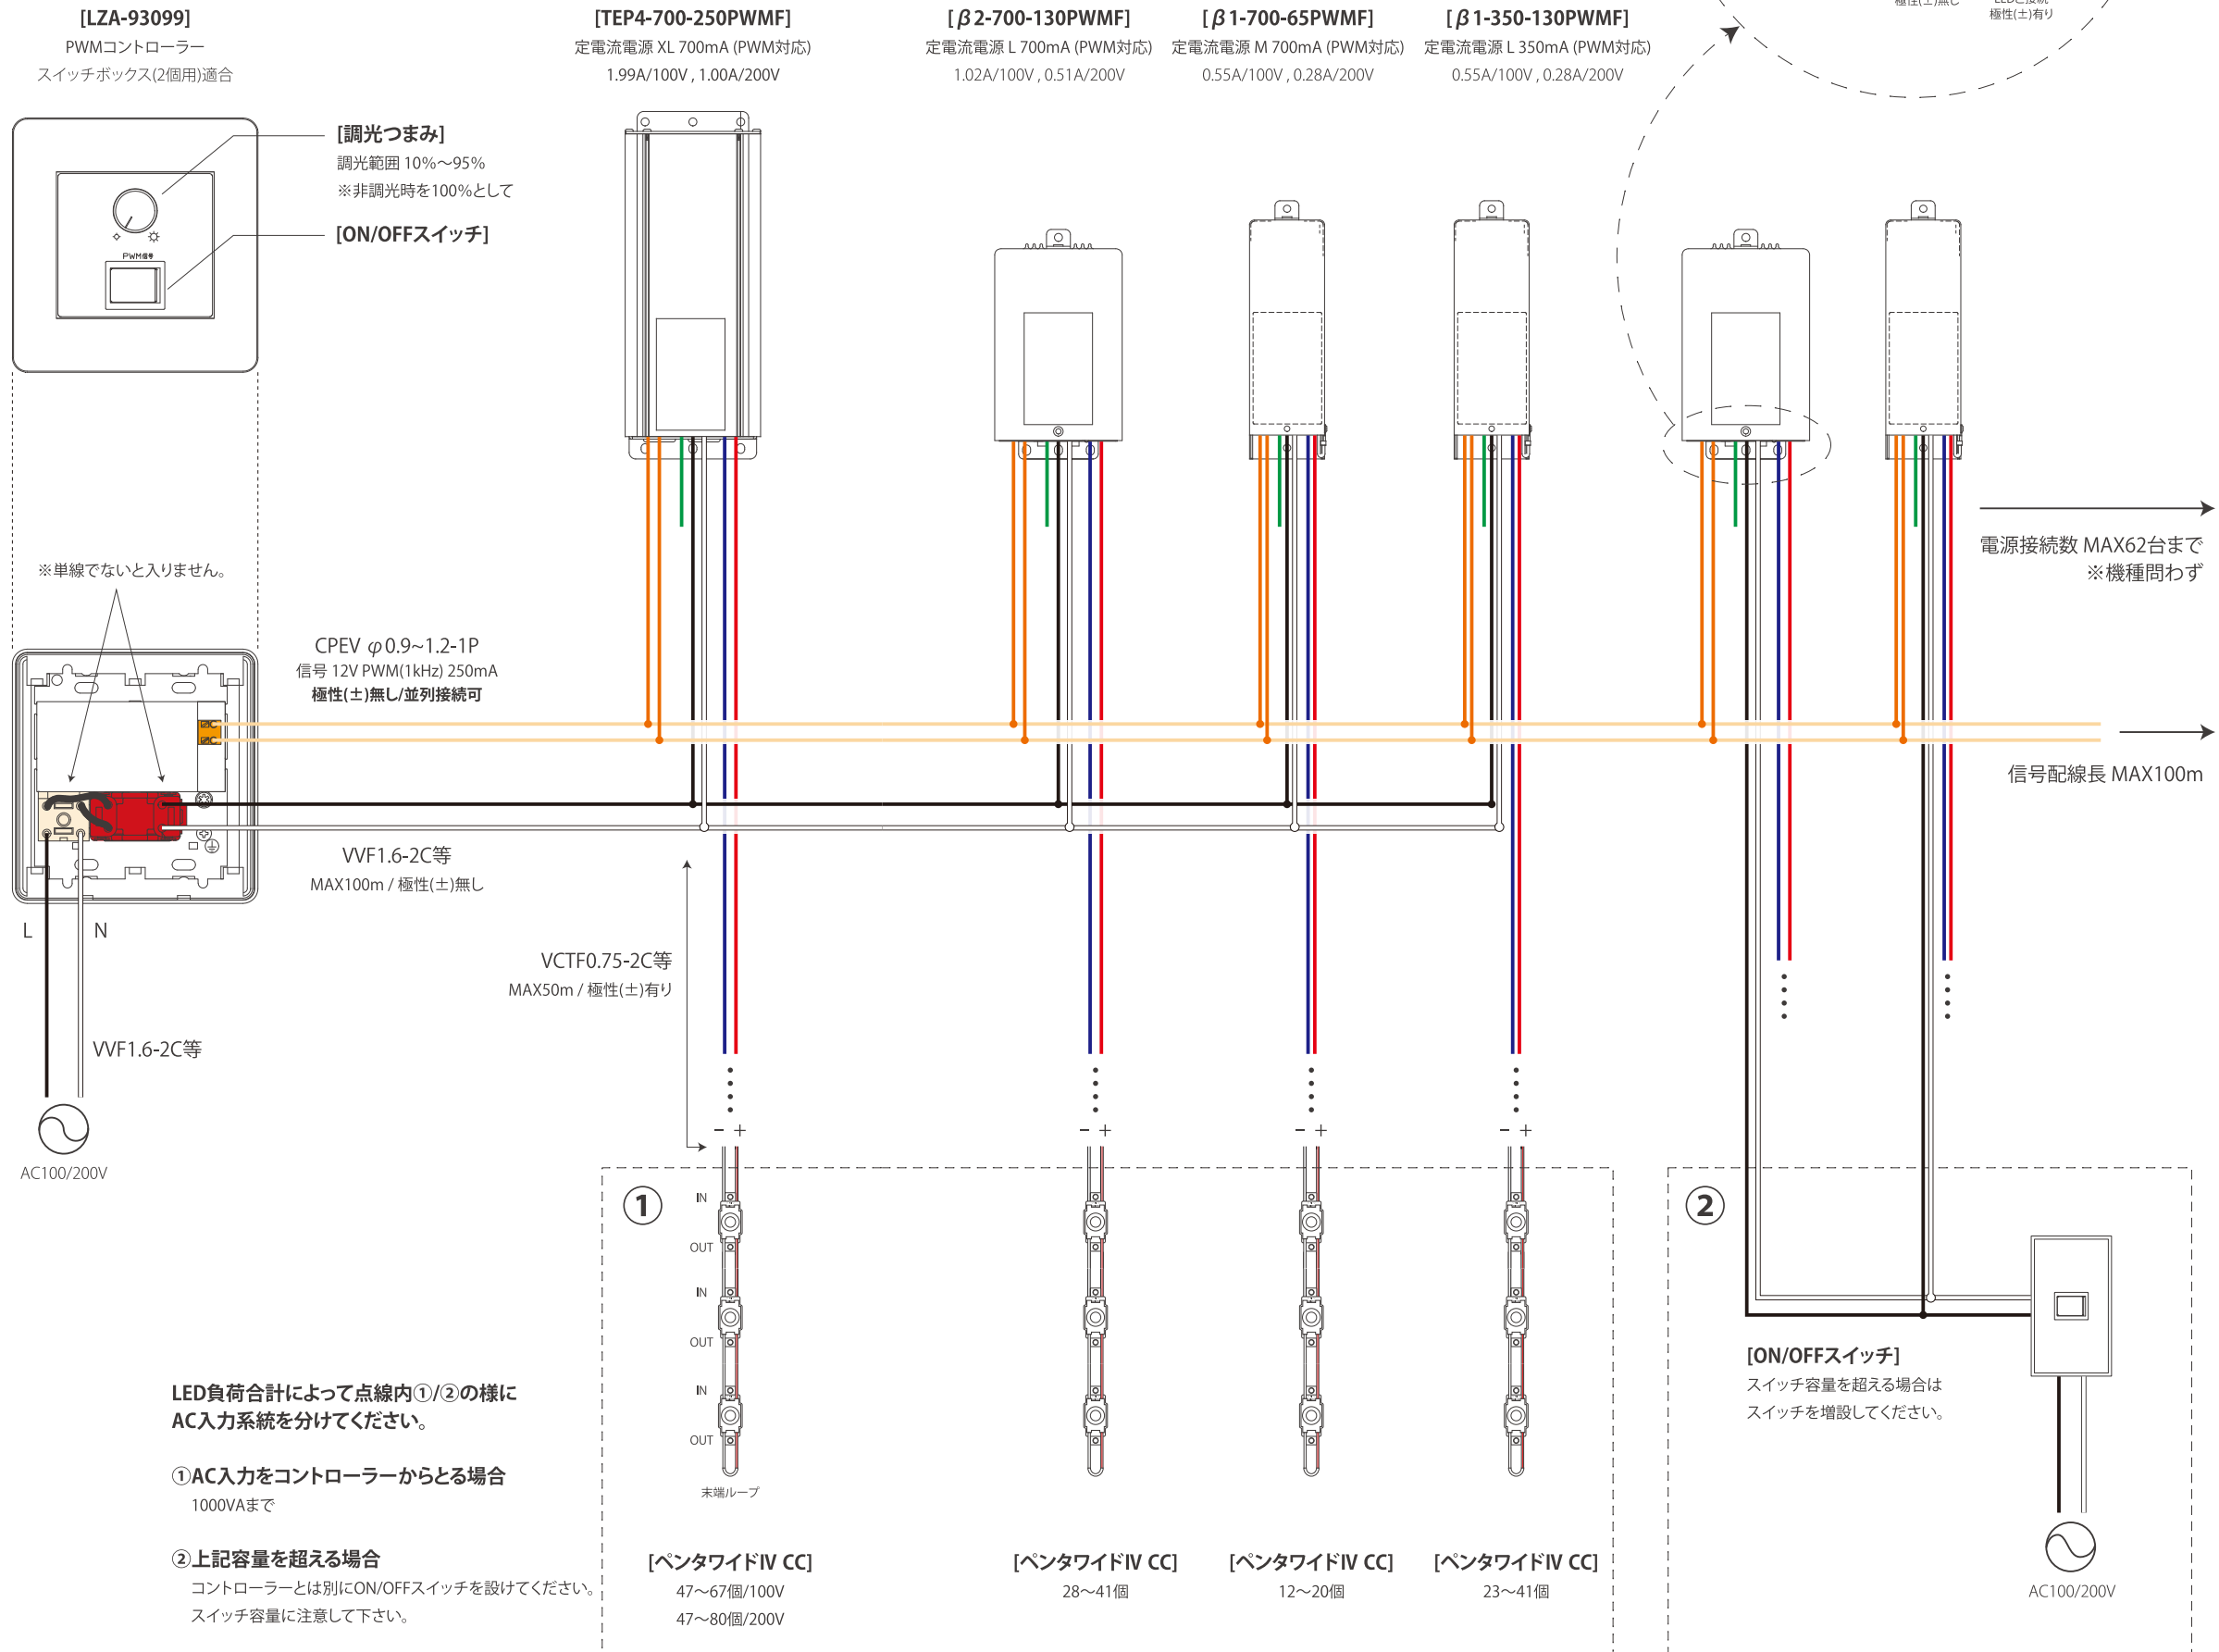 [LZA-93099]
PWMコントローラー
スイッチボックス(2個用)適合
[TEP4-700-250PWMF]
定電流電源 XL 700mA (PWM対応)
1.99A/100V , 1.00A/200V
[β2-700-130PWMF]
定電流電源 L 700mA (PWM対応)
1.02A/100V , 0.51A/200V
[β1-700-65PWMF]
定電流電源 M 700mA (PWM対応)
0.55A/100V , 0.28A/200V
[β1-350-130PWMF]
定電流電源 L 350mA (PWM対応)
0.55A/100V , 0.28A/200V
極性(±)有り
[調光つまみ]
調光範囲 10%～95%
※非調光時を100%として
[ON/OFFスイッチ]
PWM信号
電源接続数 MAX62台まで
※機種問わず
※単線でないと入りません。
CPEV φ0.9~1.2-1P
信号 12V PWM(1kHz) 250mA
極性(±)無し/並列接続可
信号配線長 MAX100m
VVF1.6-2C等
MAX100m / 極性(±)無し
L
N
VCTF0.75-2C等
MAX50m / 極性(±)有り
VVF1.6-2C等
AC100/200V
− +
− +
− +
− +
①
IN
OUT
IN
OUT
IN
OUT
末端ループ
②
[ON/OFFスイッチ]
スイッチ容量を超える場合は
スイッチを増設してください。
AC100/200V
LED負荷合計によって点線内①/②の様に
AC入力系統を分けてください。
①AC入力をコントローラーからとる場合
1000VAまで
②上記容量を超える場合
コントローラーとは別にON/OFFスイッチを設けてください。
スイッチ容量に注意して下さい。
[ペンタワイドⅣ CC]
47～67個/100V
47～80個/200V
[ペンタワイドⅣ CC]
28～41個
[ペンタワイドⅣ CC]
12～20個
[ペンタワイドⅣ CC]
23～41個